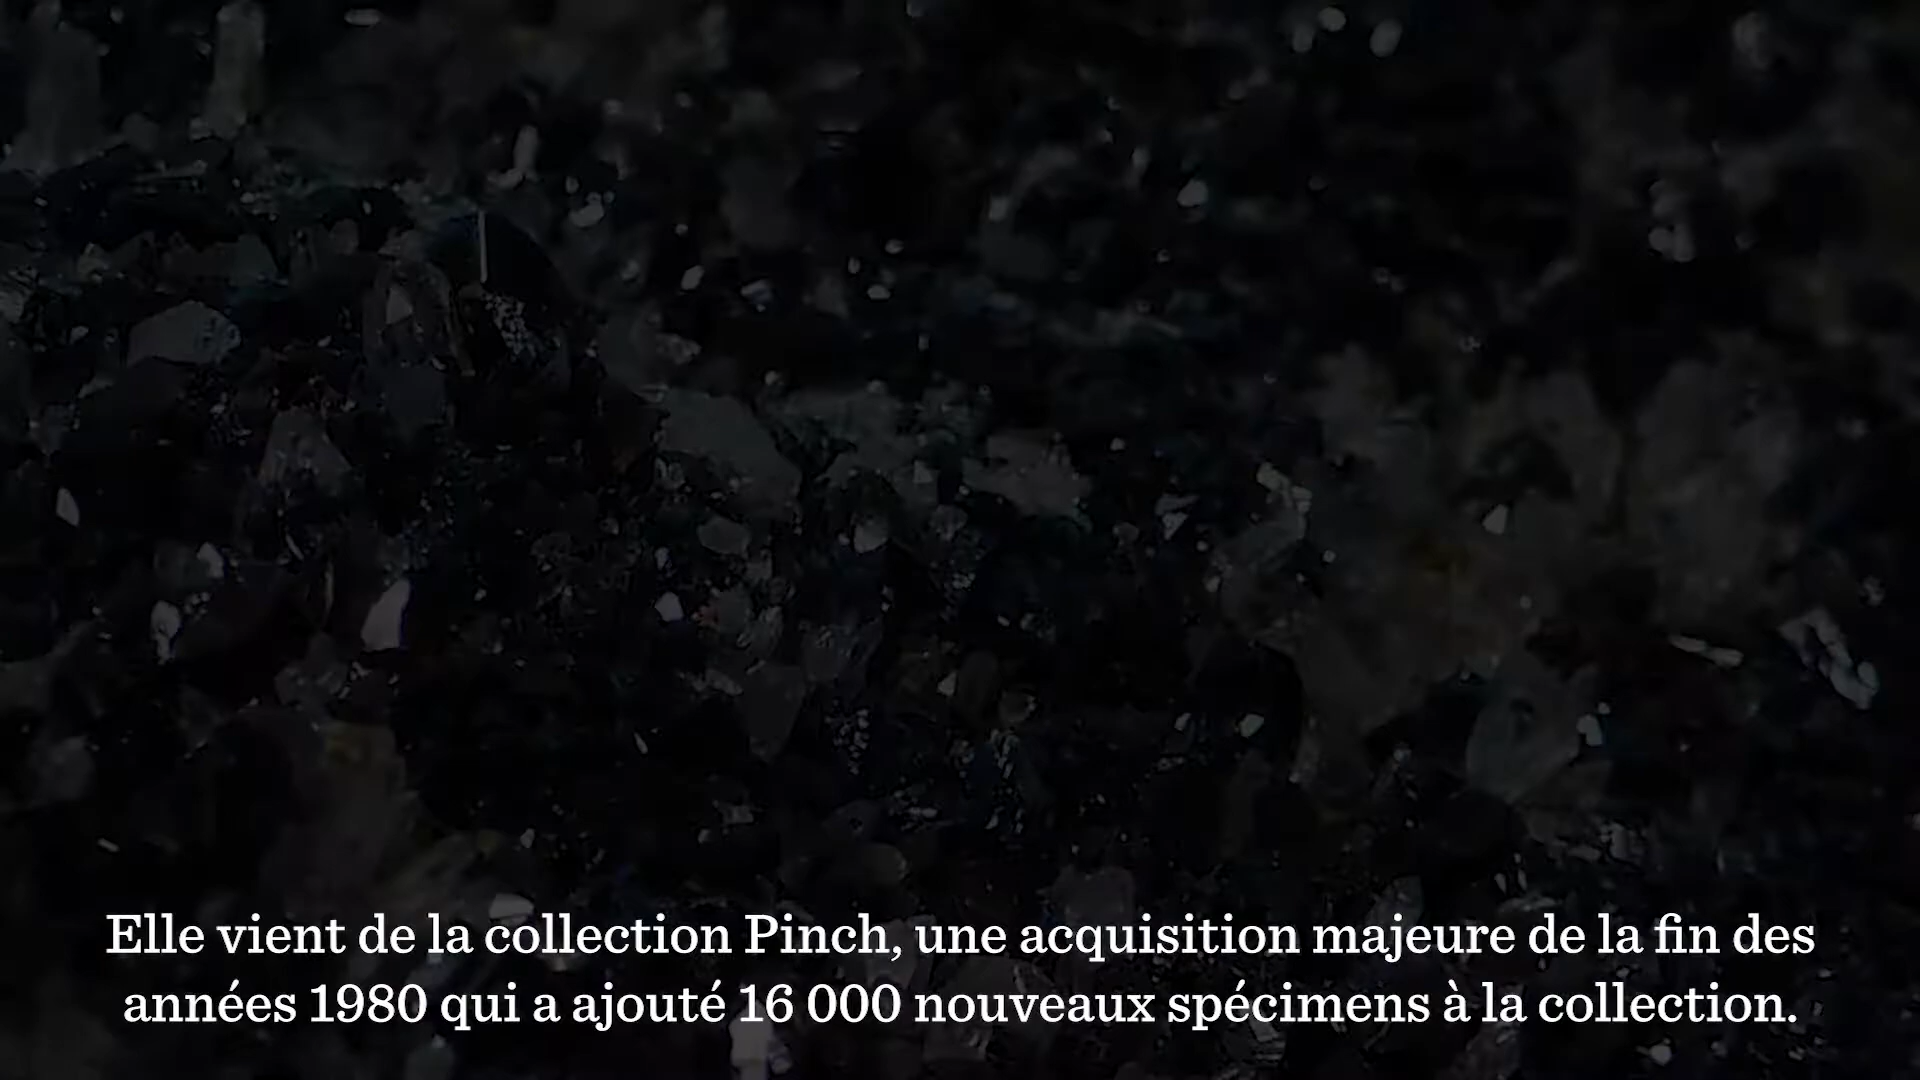 Elle vient de la collection Pinch, une acquisition majeure de la fin des
années 1980 qui a ajouté 16 000 nouveaux spécimens à la collection.